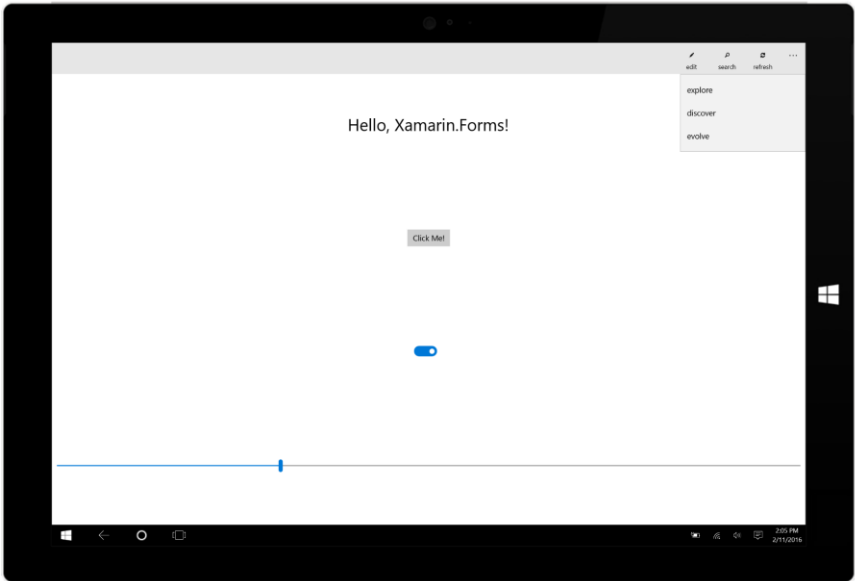 edit search refresh ...
explore
discover
evolve
Hello, Xamarin.Forms!
Click Me!
2:05 PM
2/11/2016